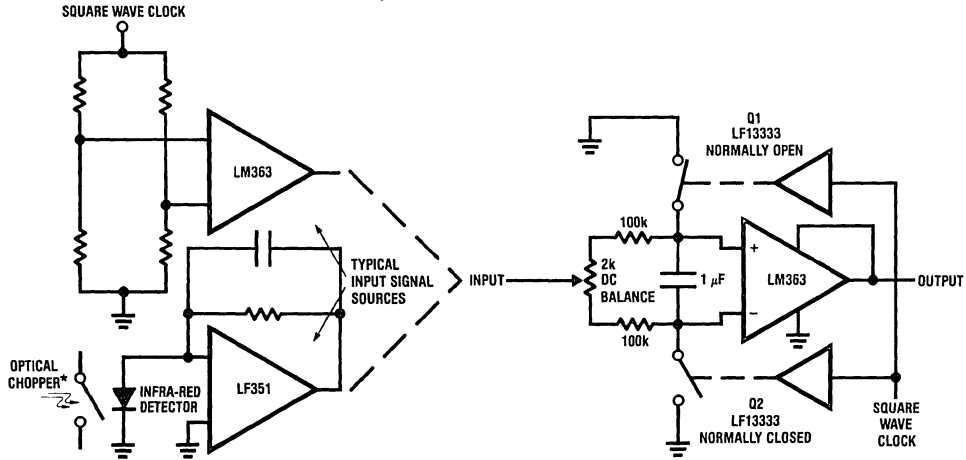 SQUARE WAVE CLOCK
LM363
TYPICAL
INPUT SIGNAL
SOURCES
OPTICAL
CHOPPER*
INFRA-RED
DETECTOR
LF351
INPUT
Q1
LF13333
NORMALLY OPEN
100k
2k
DC
BALANCE
1 µF
+
LM363
−
OUTPUT
100k
Q2
LF13333
NORMALLY CLOSED
SQUARE
WAVE
CLOCK